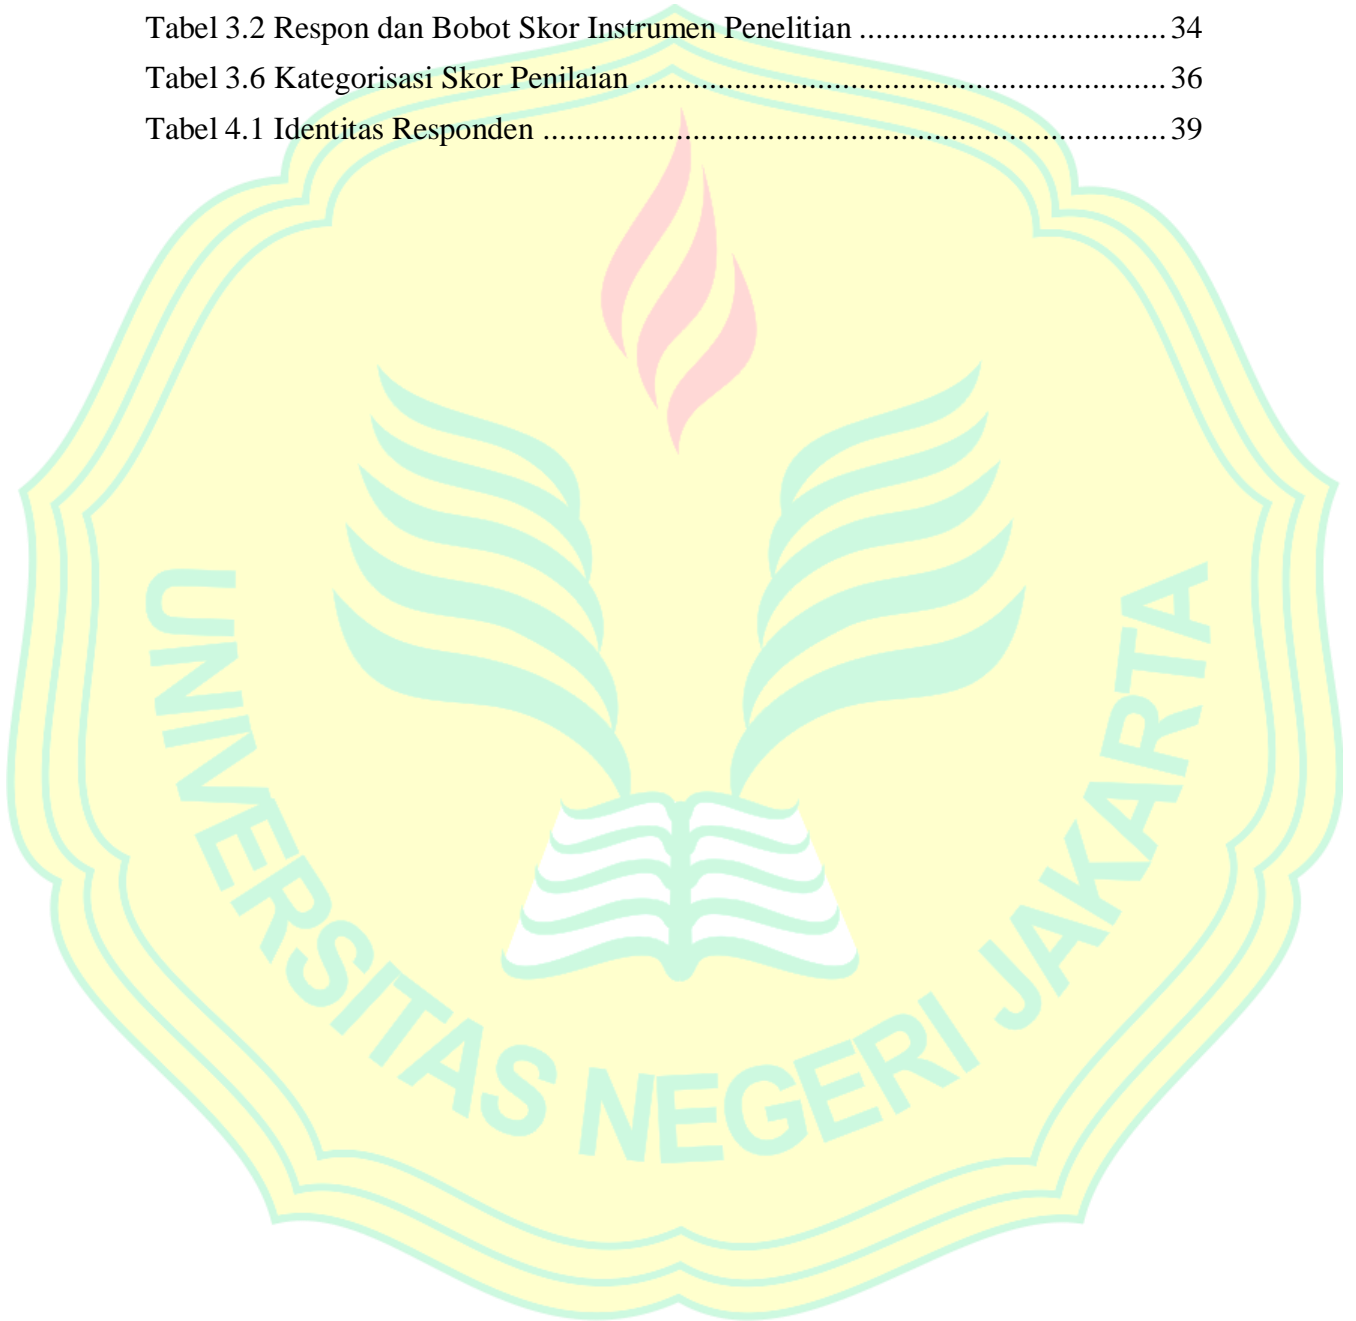 Tabel 3.2 Respon dan Bobot Skor Instrumen Penelitian ..................................... 34
Tabel 3.6 Kategorisasi Skor Penilaian ................................................................ 36
Tabel 4.1 Identitas Responden ........................................................................... 39
UNIVERSITAS NEGERI JAKARTA